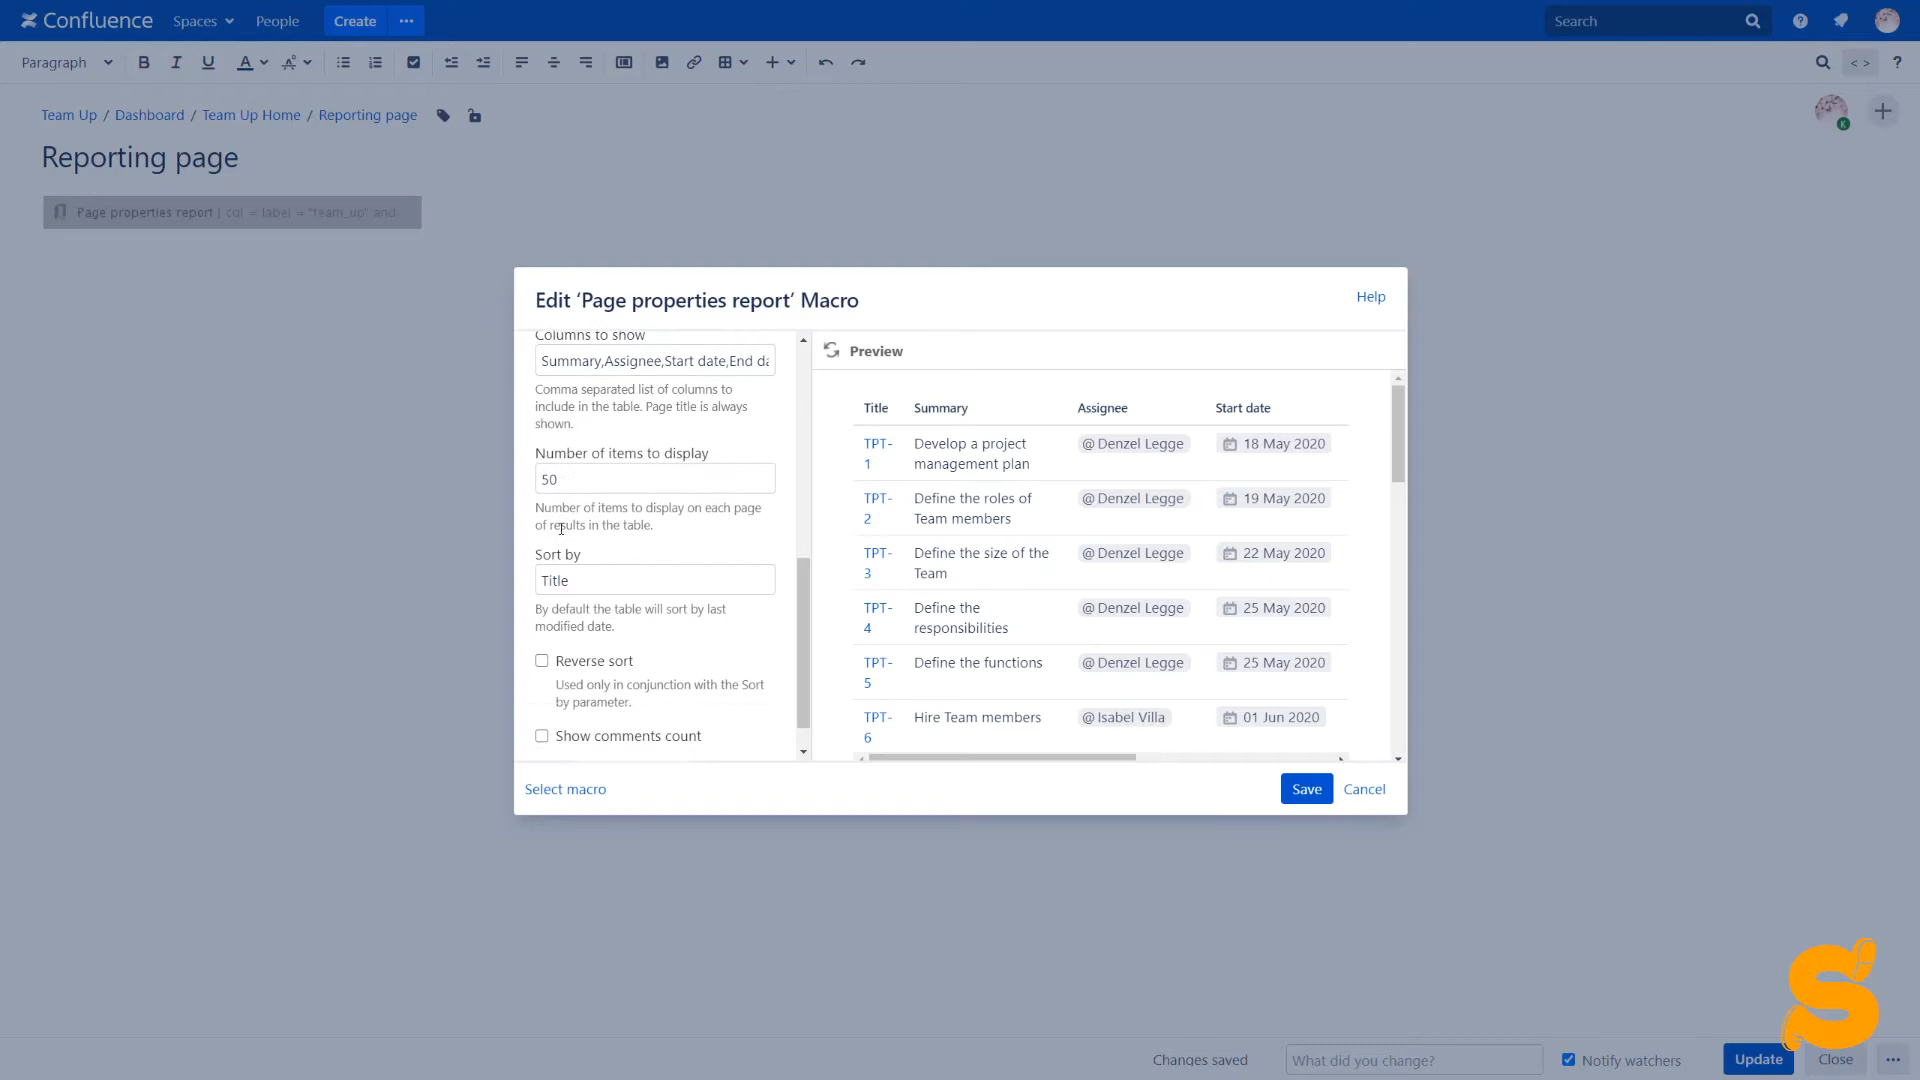 Confluence Spaces People Create Search
Paragraph B I U A
Team Up / Dashboard / Team Up Home / Reporting page
Reporting page
Page properties report | cql = label = "team_up" and
Edit ‘Page properties report’ Macro
Help
Columns to show
Summary,Assignee,Start date,End da
Comma separated list of columns to
include in the table. Page title is always
shown.
Number of items to display
50
Number of items to display on each page
of results in the table.
Sort by
Title
By default the table will sort by last
modified date.
Reverse sort
Used only in conjunction with the Sort
by parameter.
Show comments count
Preview
Title Summary Assignee Start date
TPT-1 Develop a project management plan @ Denzel Legge 18 May 2020
TPT-2 Define the roles of Team members @ Denzel Legge 19 May 2020
TPT-3 Define the size of the Team @ Denzel Legge 22 May 2020
TPT-4 Define the responsibilities @ Denzel Legge 25 May 2020
TPT-5 Define the functions @ Denzel Legge 25 May 2020
TPT-6 Hire Team members @ Isabel Villa 01 Jun 2020
Select macro
Save Cancel
Changes saved What did you change? Notify watchers Update Close